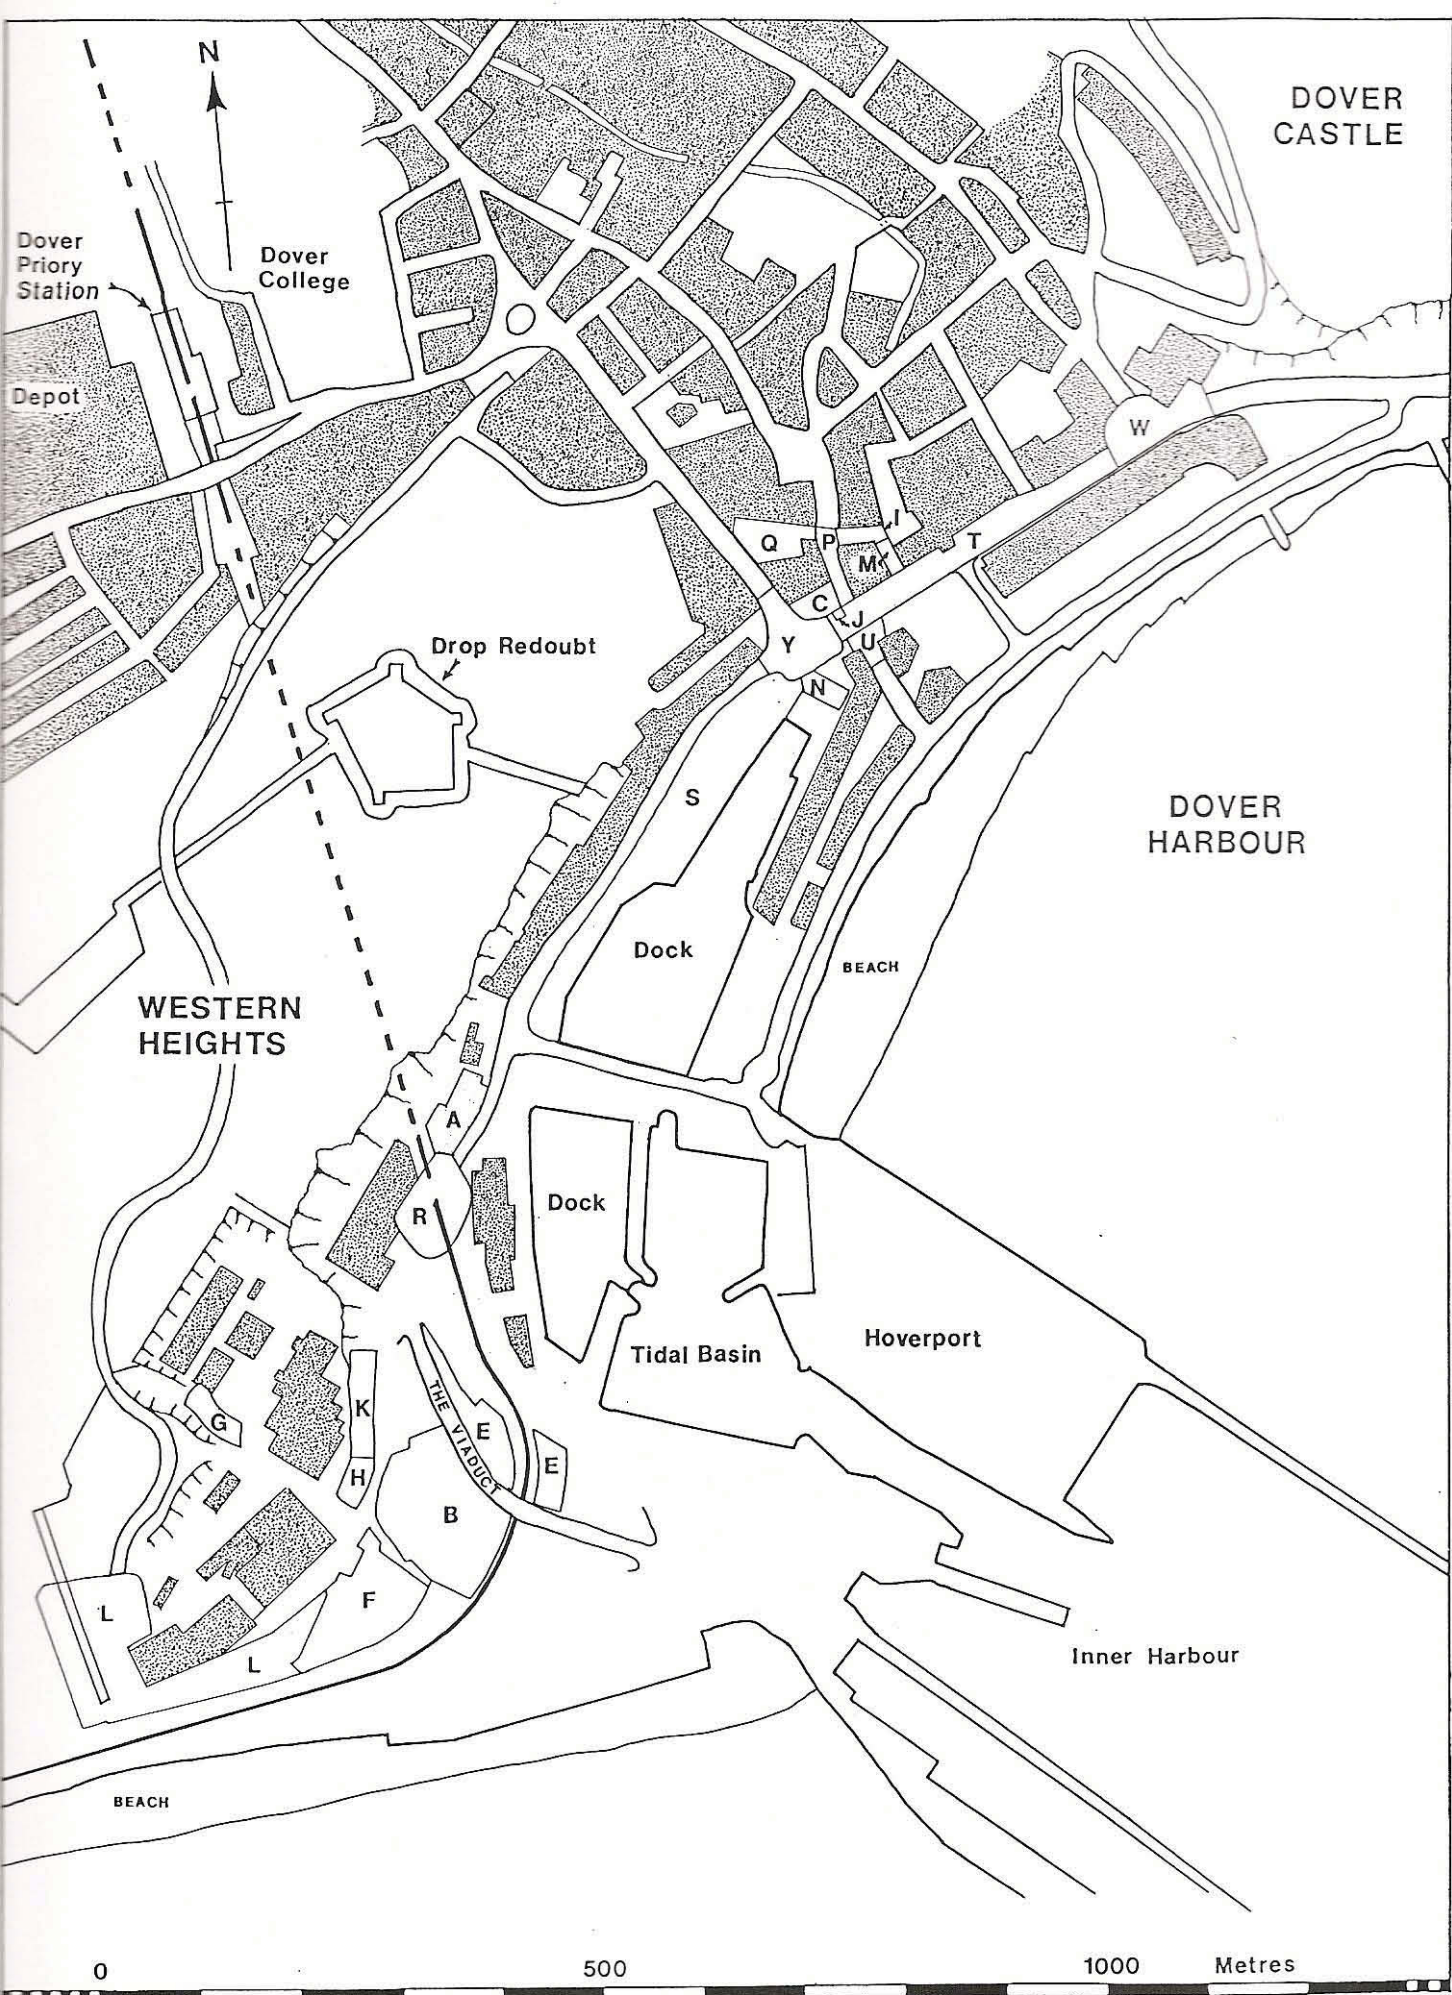 N
DOVER
CASTLE
Dover
Priory
Station
Dover
College
Depot
W
I
Q
P
T
M
C
J
U
Y
Drop Redoubt
N
S
DOVER
HARBOUR
Dock
BEACH
WESTERN
HEIGHTS
A
Dock
R
Hoverport
Tidal Basin
THE VIADUCT
K
G
E
E
H
B
F
L
L
Inner Harbour
BEACH
0
500
1000
Metres